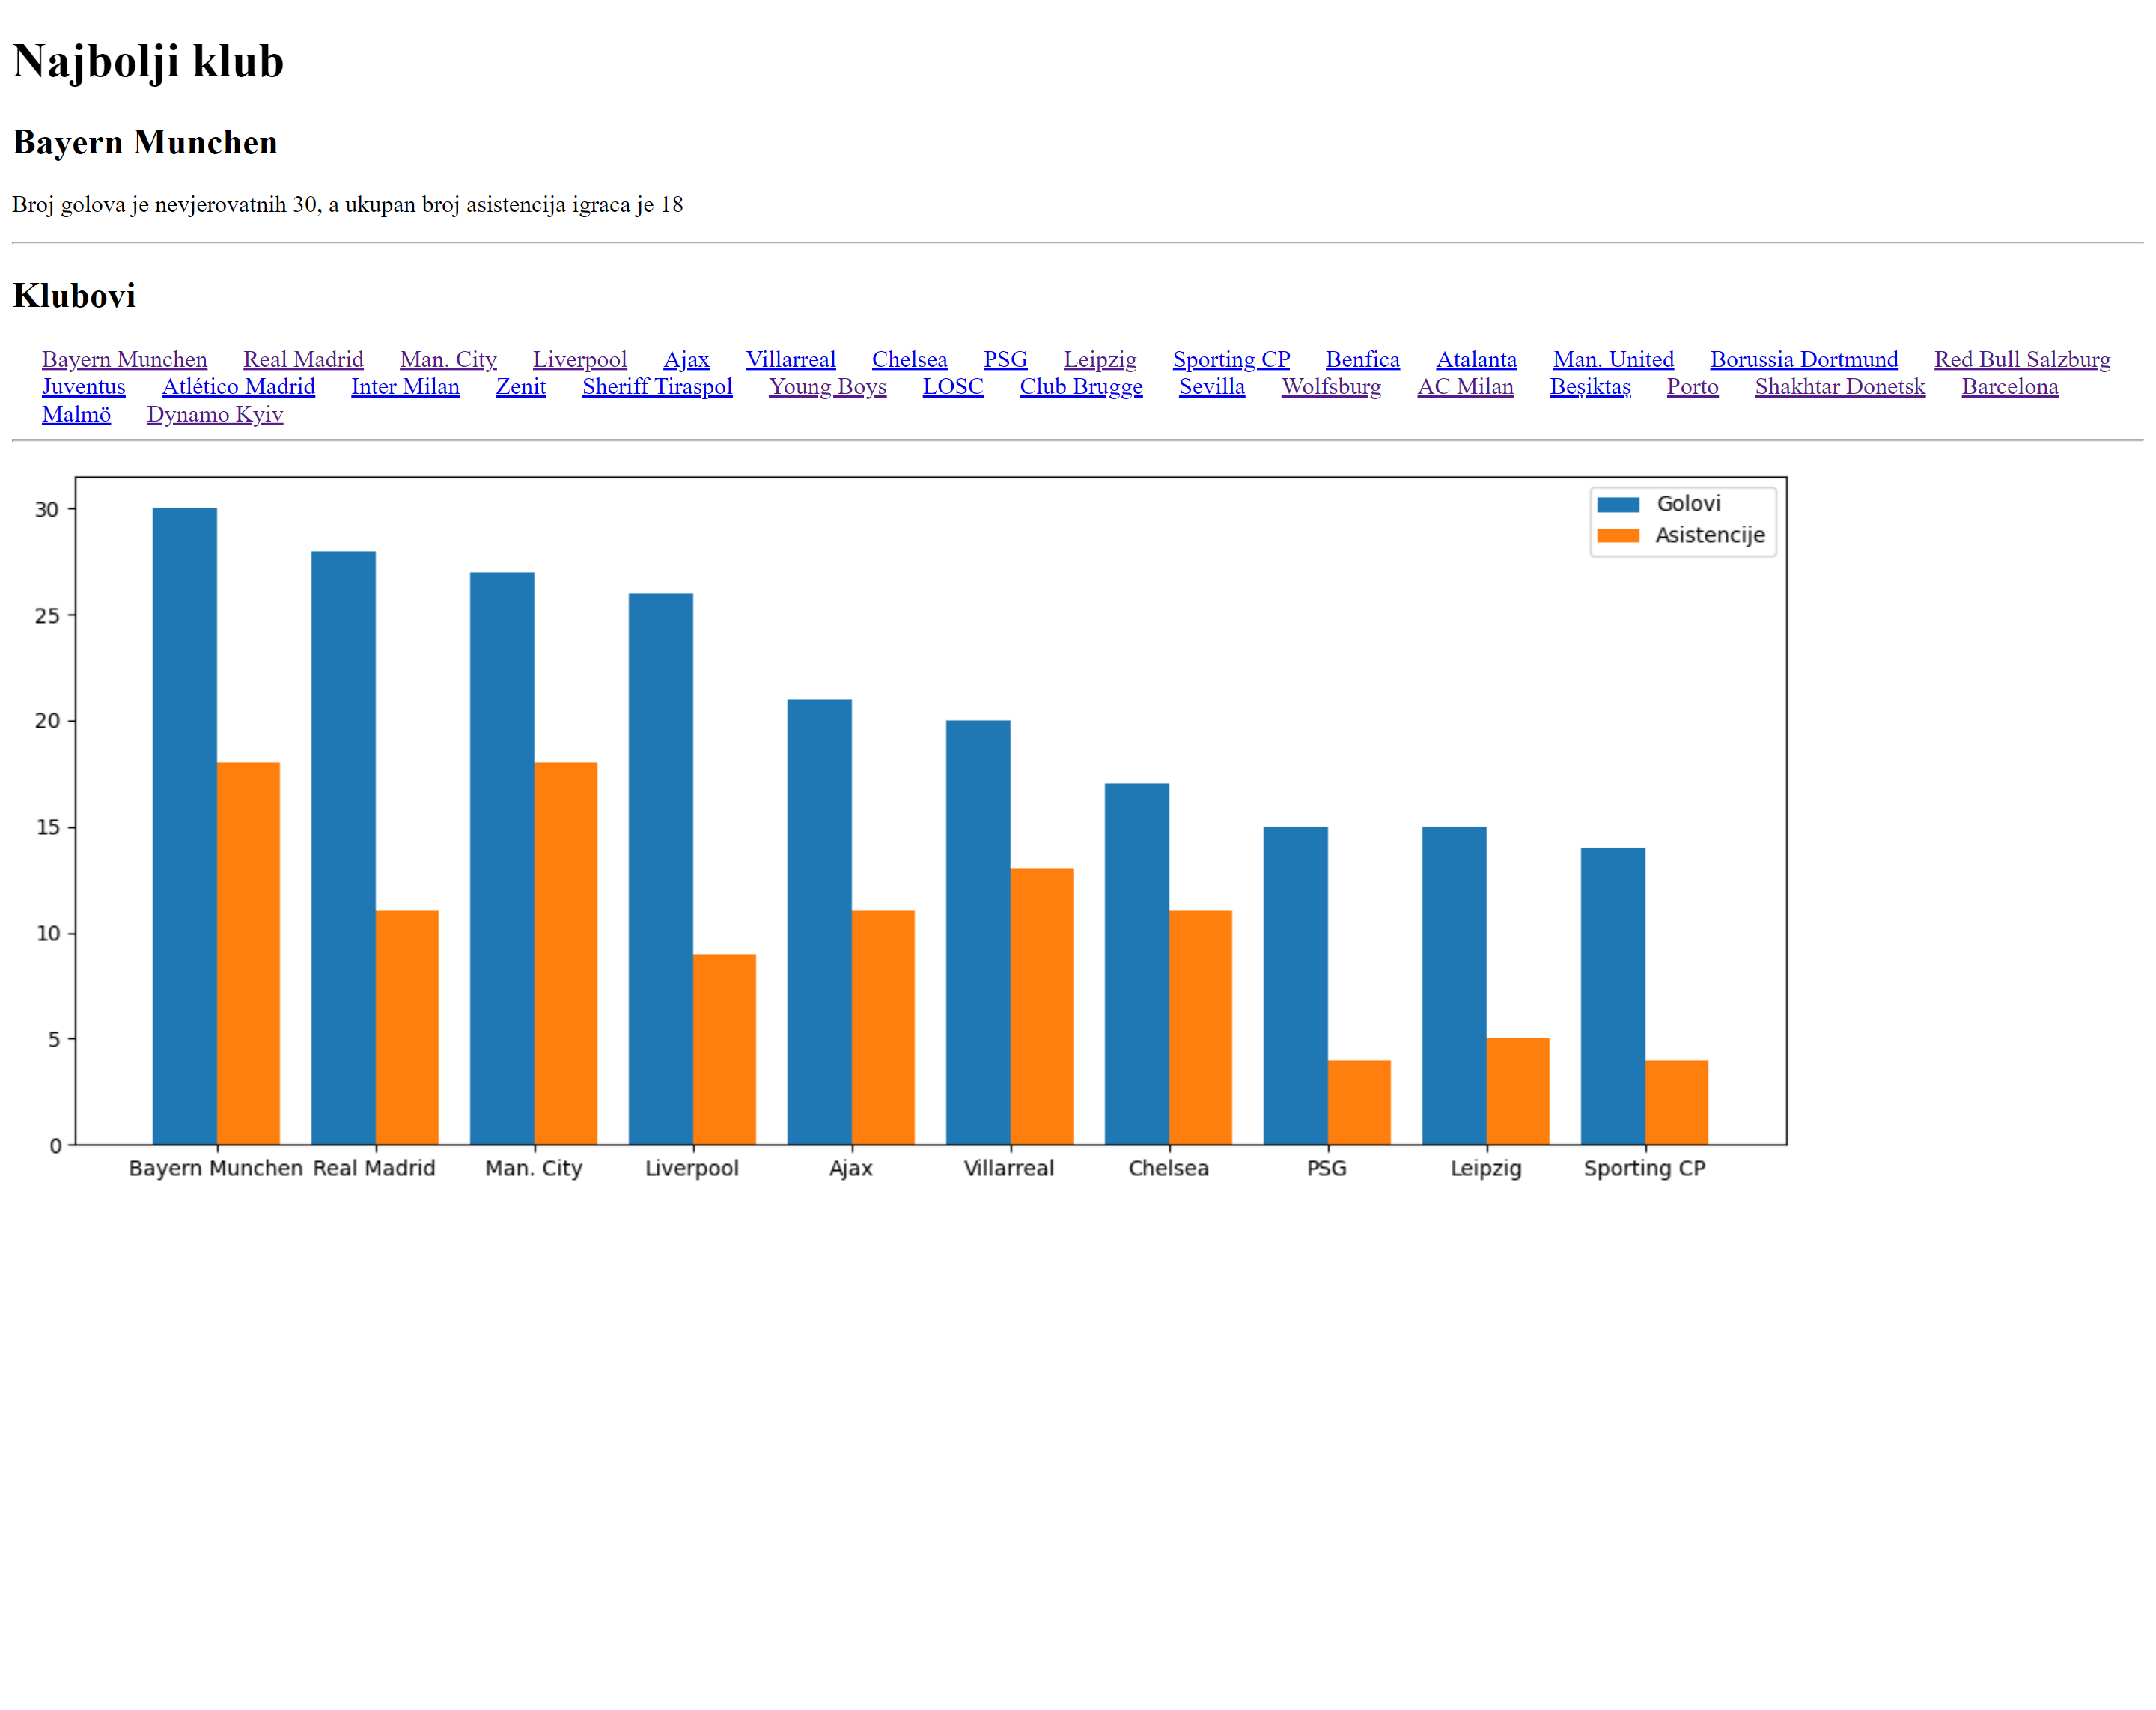 Najbolji klub
Bayern Munchen
Broj golova je nevjerovatnih 30, a ukupan broj asistencija igraca je 18
Klubovi
Bayern Munchen Real Madrid Man. City Liverpool Ajax Villarreal Chelsea PSG Leipzig Sporting CP Benfica Atalanta Man. United Borussia Dortmund Red Bull Salzburg
Juventus Atlético Madrid Inter Milan Zenit Sheriff Tiraspol Young Boys LOSC Club Brugge Sevilla Wolfsburg AC Milan Beşiktaş Porto Shakhtar Donetsk Barcelona
Malmö Dynamo Kyiv
Golovi
Asistencije
30
25
20
15
10
5
0
Bayern Munchen Real Madrid Man. City Liverpool Ajax Villarreal Chelsea PSG Leipzig Sporting CP